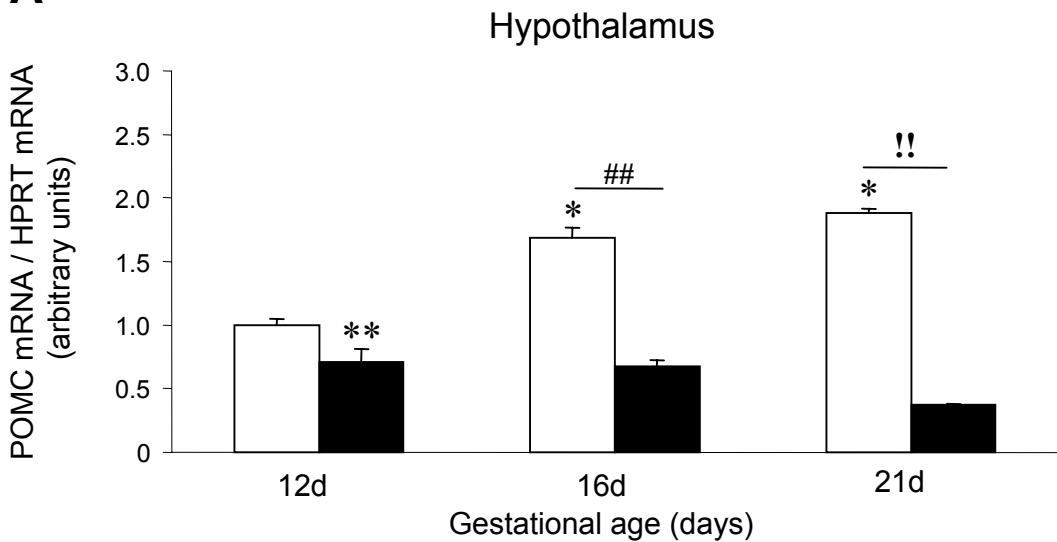 A
Hypothalamus
POMC mRNA / HPRT mRNA
(arbitrary units)
3.0
2.5
2.0
1.5
1.0
0.5
0
**
*
##
*
!!
12d
16d
21d
Gestational age (days)